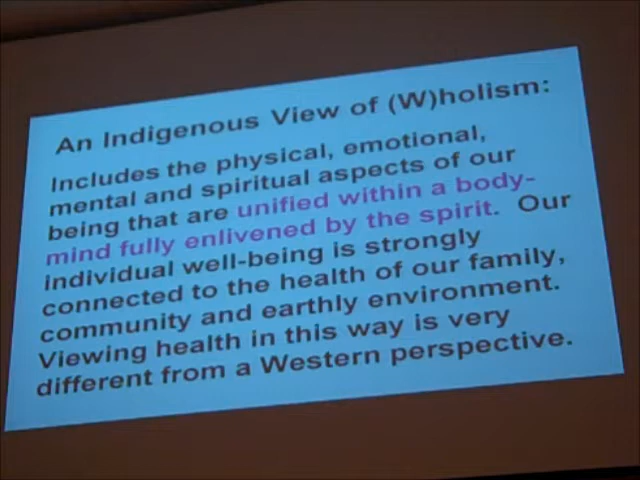 An Indigenous View of (W)holism:
Includes the physical, emotional,
mental and spiritual aspects of our
being that are unified within a body-
mind fully enlivened by the spirit. Our
individual well-being is strongly
connected to the health of our family,
community and earthly environment.
Viewing health in this way is very
different from a Western perspective.